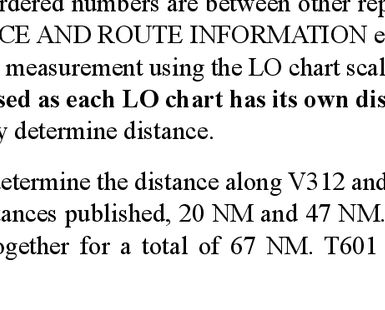 rdered numbers are between other rep
CE AND ROUTE INFORMATION e
measurement using the LO chart scal
sed as each LO chart has its own dis
y determine distance.
etermine the distance along V312 and
tances published, 20 NM and 47 NM.
ogether for a total of 67 NM. T601